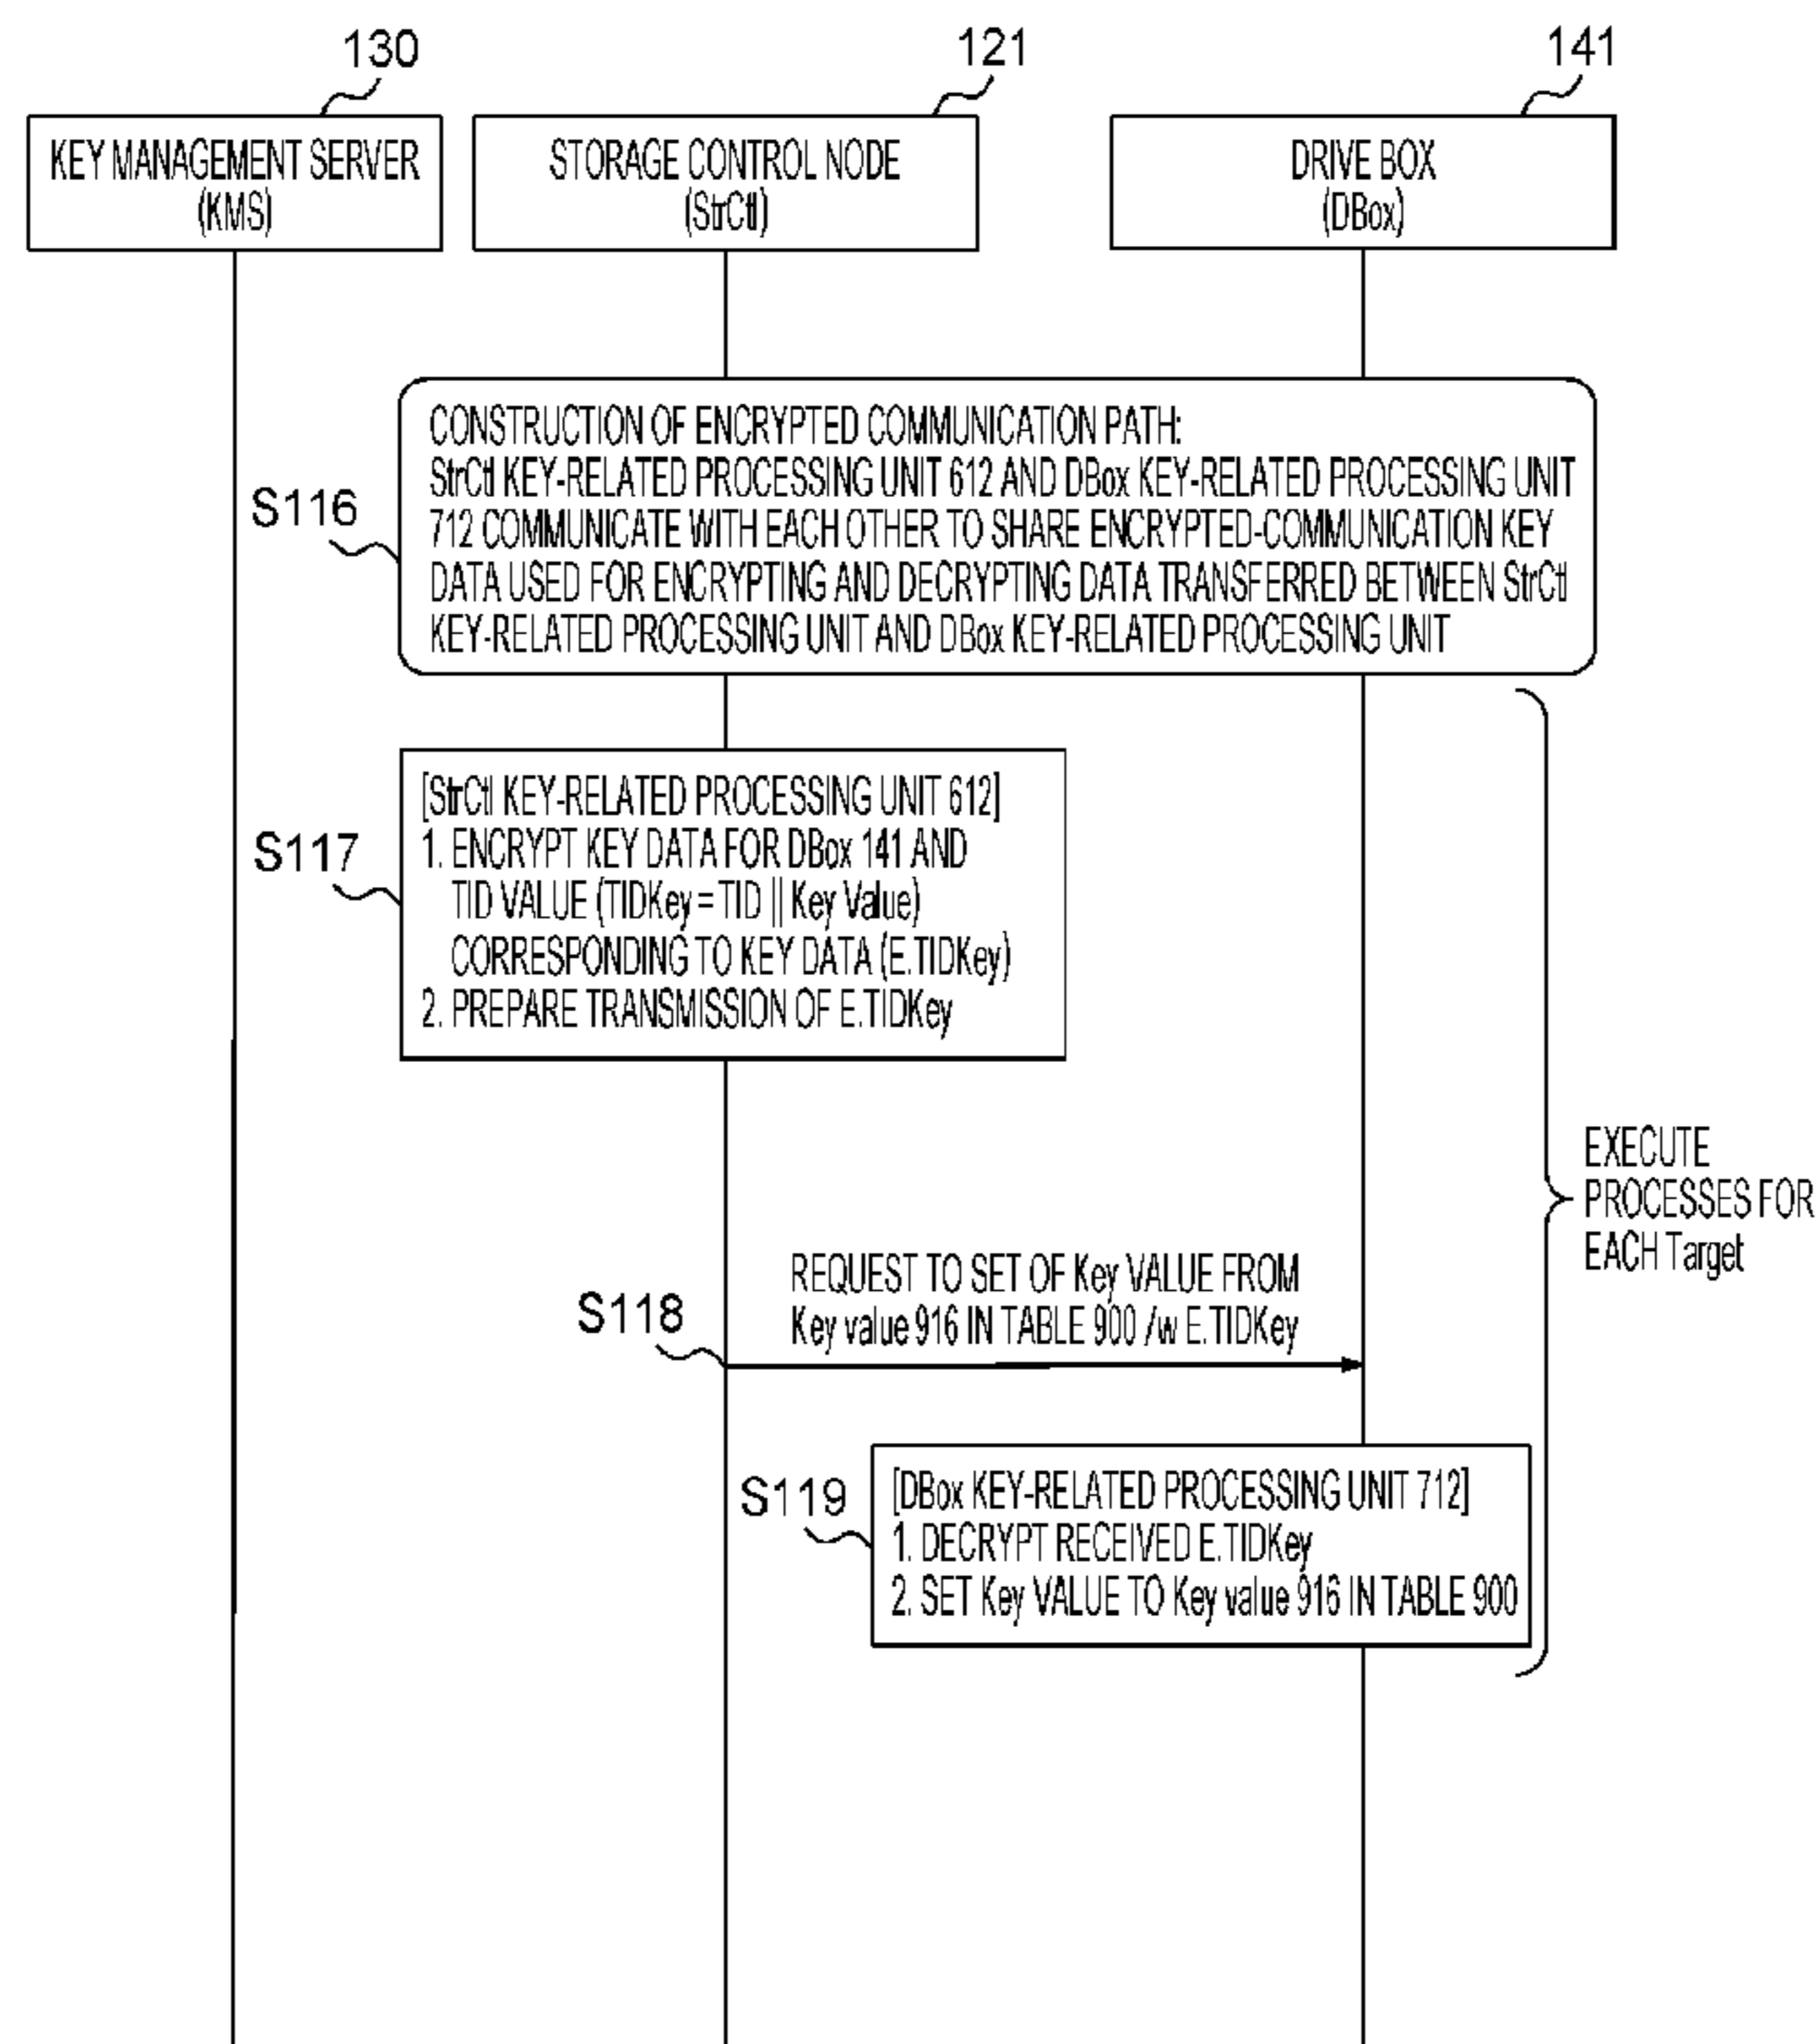 130
121
141
KEY MANAGEMENT SERVER
(KMS)
STORAGE CONTROL NODE
(StrCtl)
DRIVE BOX
(DBox)
S116
CONSTRUCTION OF ENCRYPTED COMMUNICATION PATH:
StrCtl KEY-RELATED PROCESSING UNIT 612 AND DBox KEY-RELATED PROCESSING UNIT
712 COMMUNICATE WITH EACH OTHER TO SHARE ENCRYPTED-COMMUNICATION KEY
DATA USED FOR ENCRYPTING AND DECRYPTING DATA TRANSFERRED BETWEEN StrCtl
KEY-RELATED PROCESSING UNIT AND DBox KEY-RELATED PROCESSING UNIT
S117
[StrCtl KEY-RELATED PROCESSING UNIT 612]
1. ENCRYPT KEY DATA FOR DBox 141 AND
TID VALUE (TIDKey = TID || Key Value)
CORRESPONDING TO KEY DATA (E.TIDKey)
2. PREPARE TRANSMISSION OF E.TIDKey
EXECUTE
PROCESSES FOR
EACH Target
S118
REQUEST TO SET OF Key VALUE FROM
Key value 916 IN TABLE 900 /w E.TIDKey
S119
[DBox KEY-RELATED PROCESSING UNIT 712]
1. DECRYPT RECEIVED E.TIDKey
2. SET Key VALUE TO Key value 916 IN TABLE 900